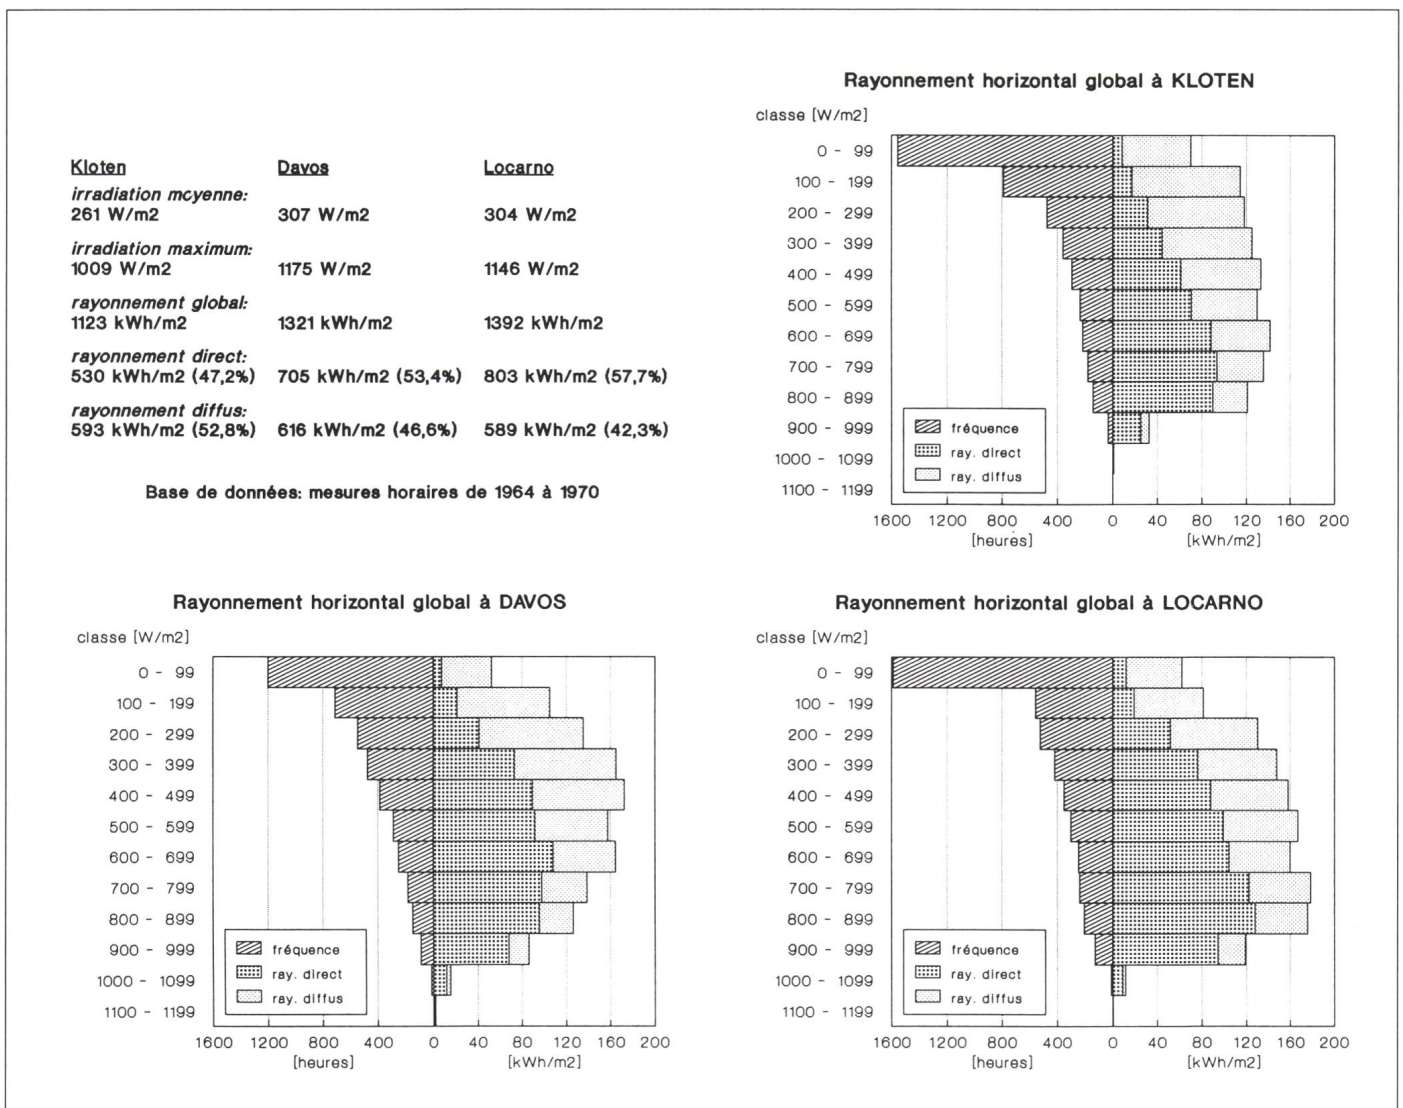 Kloten Davos Locarno
irradiation moyenne:
261 W/m2 307 W/m2 304 W/m2
irradiation maximum:
1009 W/m2 1175 W/m2 1146 W/m2
rayonnement global:
1123 kWh/m2 1321 kWh/m2 1392 kWh/m2
rayonnement direct:
530 kWh/m2 (47,2%) 705 kWh/m2 (53,4%) 803 kWh/m2 (57,7%)
rayonnement diffus:
593 kWh/m2 (52,8%) 616 kWh/m2 (46,6%) 589 kWh/m2 (42,3%)
Base de données: mesures horaires de 1964 à 1970
Rayonnement horizontal global à KLOTEN
classe [W/m2]
0 - 99
100 - 199
200 - 299
300 - 399
400 - 499
500 - 599
600 - 699
700 - 799
800 - 899
900 - 999
1000 - 1099
1100 - 1199
fréquence
ray. direct
ray. diffus
1600 1200 800 400 0 40 80 120 160 200
[heures] [kWh/m2]
Rayonnement horizontal global à DAVOS
classe [W/m2]
0 - 99
100 - 199
200 - 299
300 - 399
400 - 499
500 - 599
600 - 699
700 - 799
800 - 899
900 - 999
1000 - 1099
1100 - 1199
fréquence
ray. direct
ray. diffus
1600 1200 800 400 0 40 80 120 160 200
[heures] [kWh/m2]
Rayonnement horizontal global à LOCARNO
classe [W/m2]
0 - 99
100 - 199
200 - 299
300 - 399
400 - 499
500 - 599
600 - 699
700 - 799
800 - 899
900 - 999
1000 - 1099
1100 - 1199
fréquence
ray. direct
ray. diffus
1600 1200 800 400 0 40 80 120 160 200
[heures] [kWh/m2]